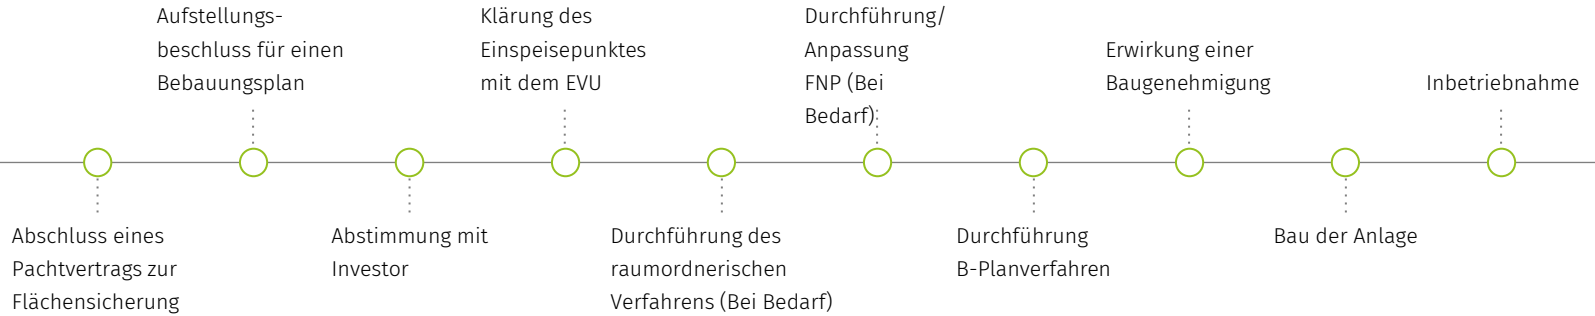 Aufstellungs-
beschluss für einen
Bebauungsplan
Klärung des
Einspeisepunktes
mit dem EVU
Durchführung/
Anpassung
FNP (Bei
Bedarf)
Erwirkung einer
Baugenehmigung
Inbetriebnahme
Abschluss eines
Pachtvertrags zur
Flächensicherung
Abstimmung mit
Investor
Durchführung des
raumordnerischen
Verfahrens (Bei Bedarf)
Durchführung
B-Planverfahren
Bau der Anlage